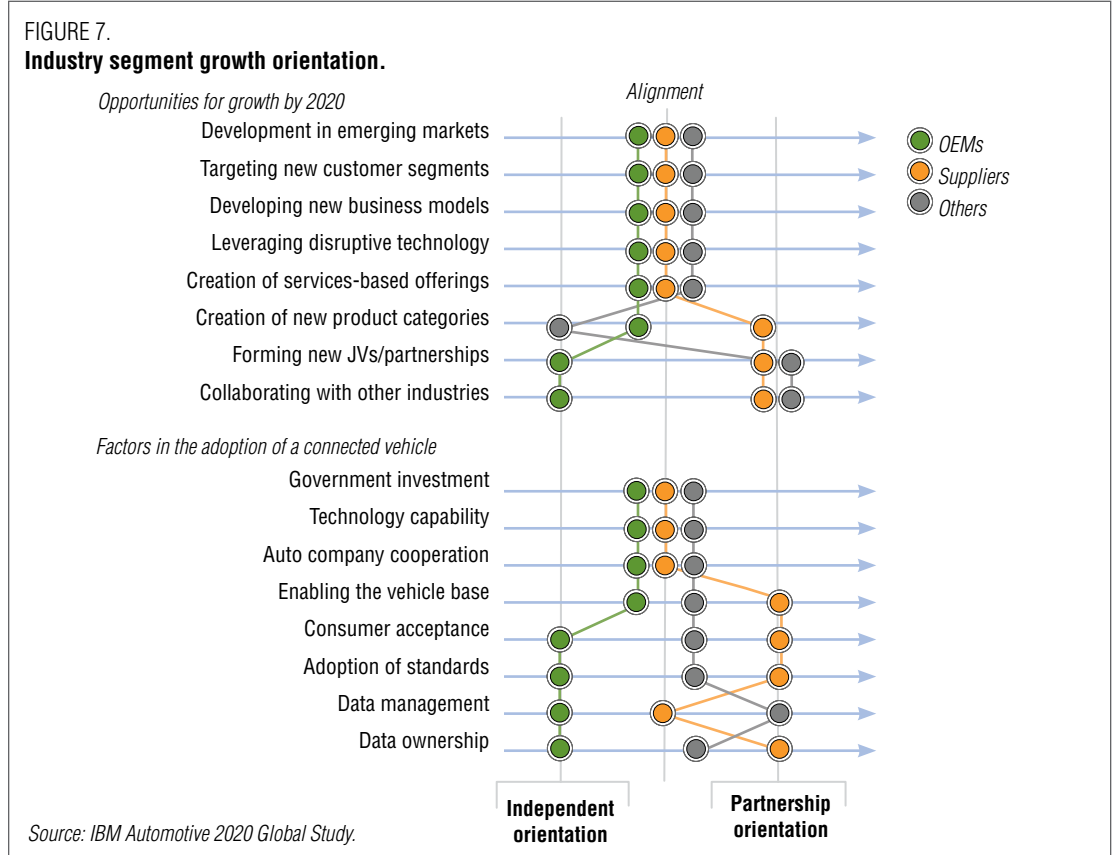 FIGURE 7.
Industry segment growth orientation.
Opportunities for growth by 2020
Alignment
Development in emerging markets
Targeting new customer segments
Developing new business models
Leveraging disruptive technology
Creation of services-based offerings
Creation of new product categories
Forming new JVs/partnerships
Collaborating with other industries
OEMs
Suppliers
Others
Factors in the adoption of a connected vehicle
Government investment
Technology capability
Auto company cooperation
Enabling the vehicle base
Consumer acceptance
Adoption of standards
Data management
Data ownership
Independent
orientation
Partnership
orientation
Source: IBM Automotive 2020 Global Study.